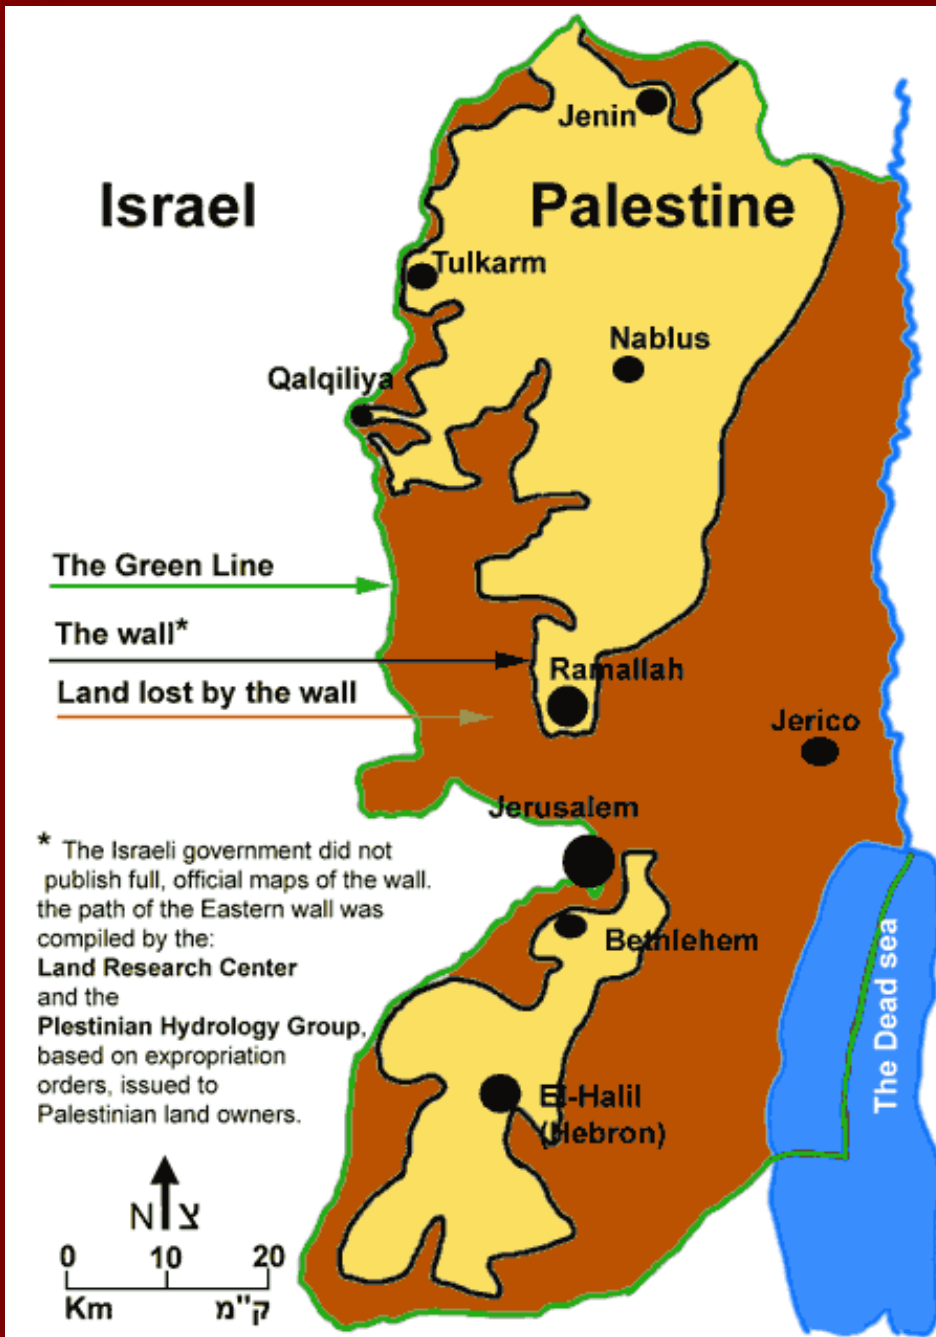 Jenin
Israel
Palestine
Tulkarm
Nablus
Qalqiliya
The Green Line
The wall*
Ramallah
Land lost by the wall
Jerico
Jerusalem
* The Israeli government did not
publish full, official maps of the wall.
the path of the Eastern wall was
compiled by the:
Land Research Center
and the
Plestinian Hydrology Group,
based on expropriation
orders, issued to
Palestinian land owners.
Bethlehem
The Dead sea
El-Halil
(Hebron)
N צ
0 10 20
Km ק"מ